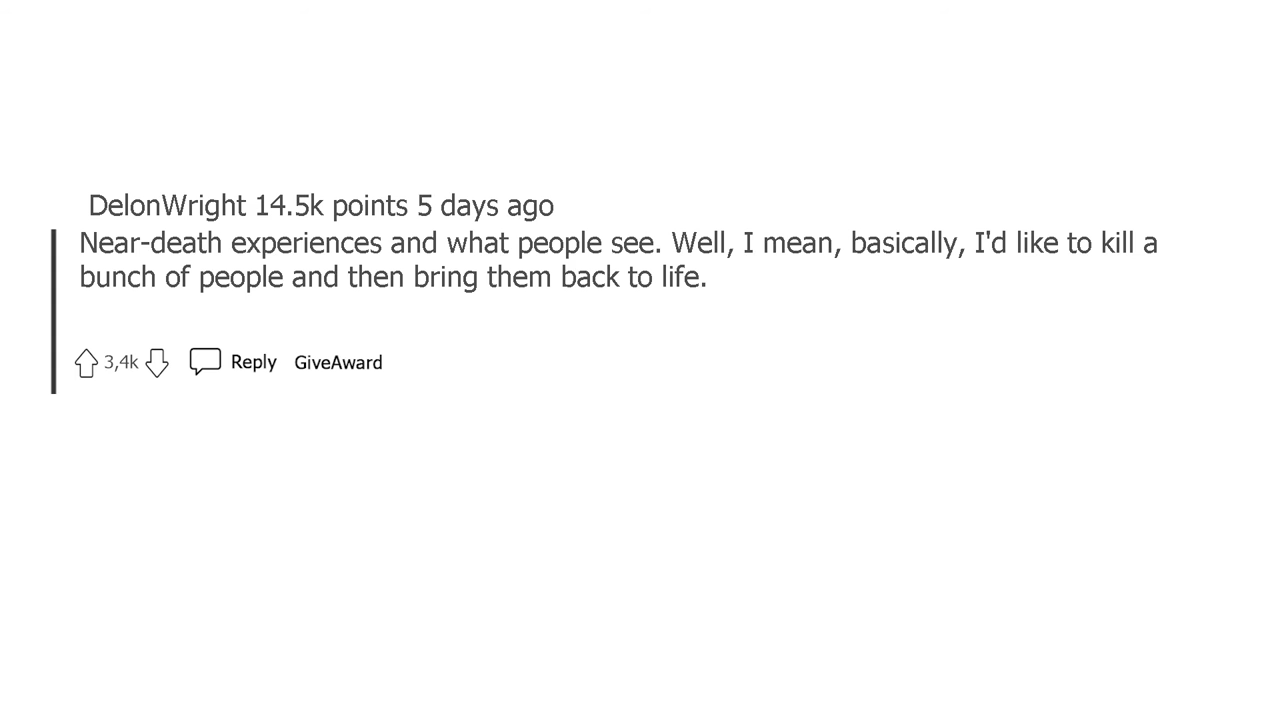 DelonWright 14.5k points 5 days ago
Near-death experiences and what people see. Well, I mean, basically, I'd like to kill a
bunch of people and then bring them back to life.
3,4k Reply GiveAward